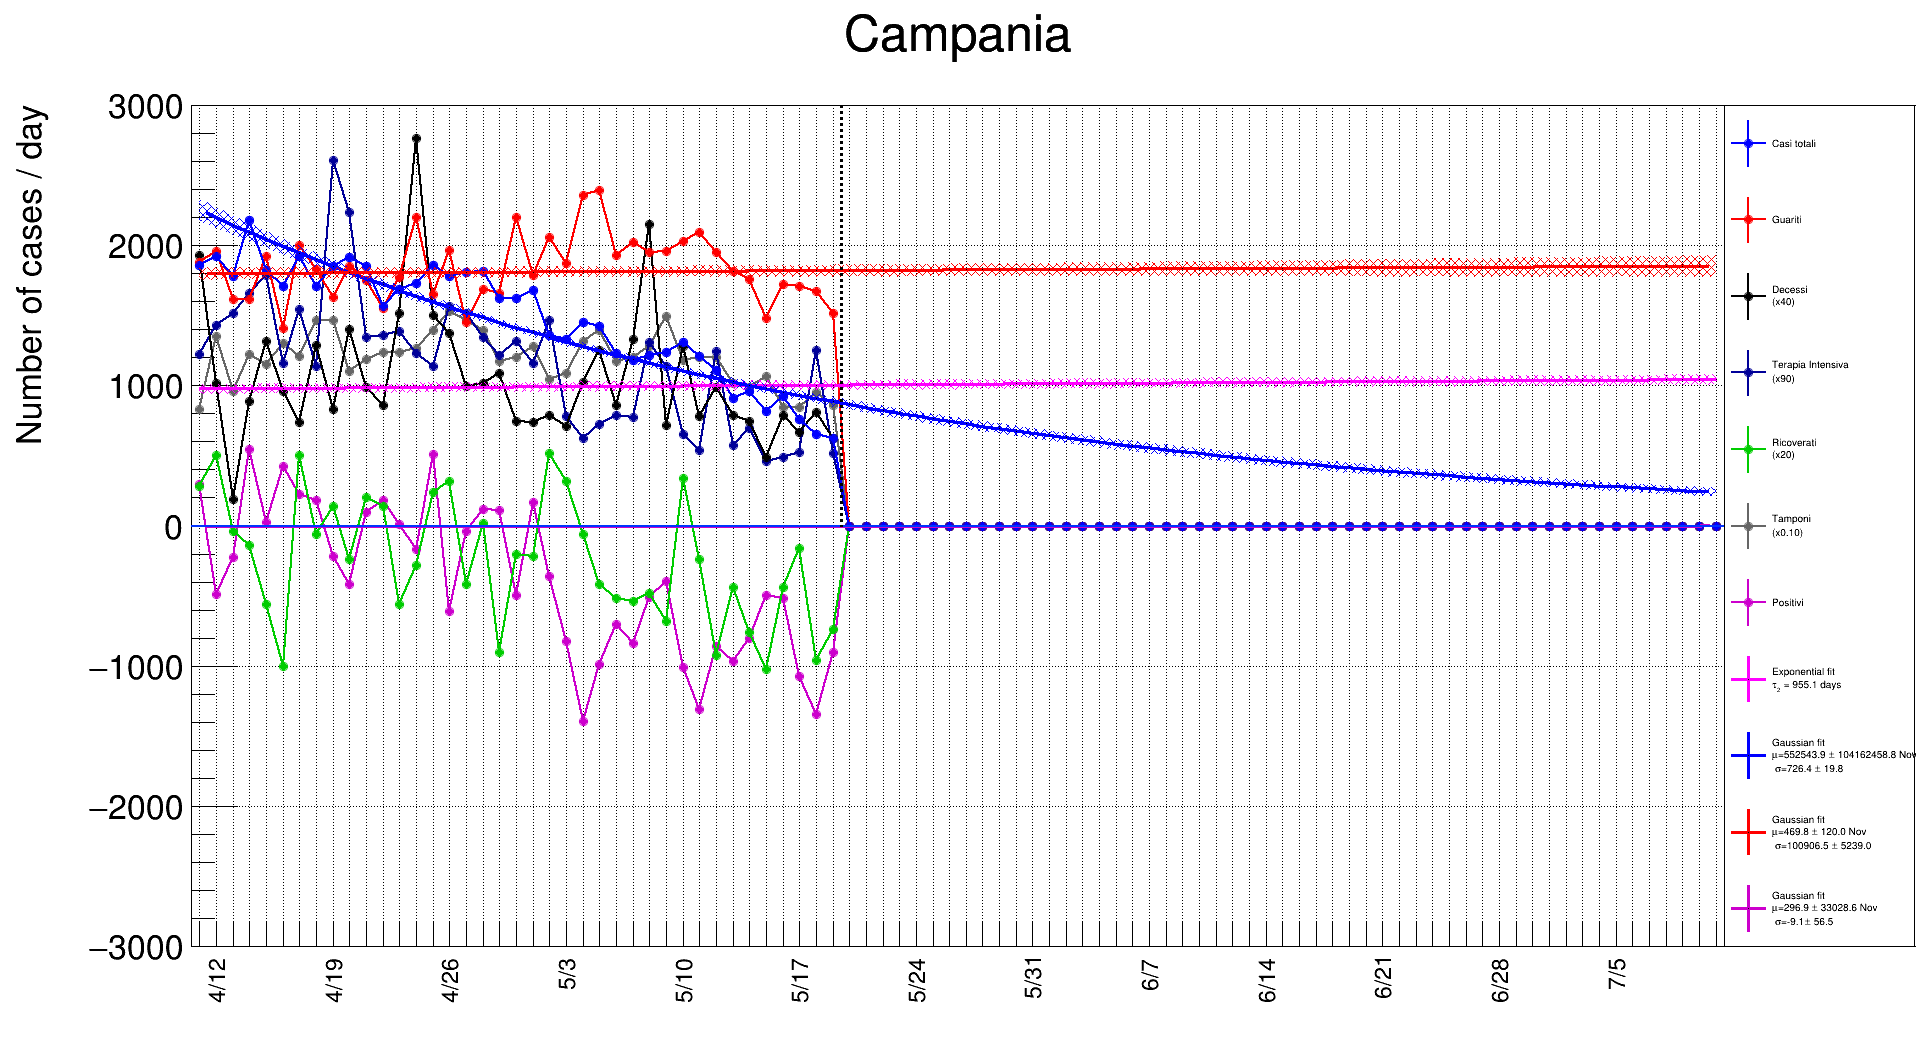 Campania
Number of cases / day
3000
2000
1000
0
−1000
−2000
−3000
4/12
4/19
4/26
5/3
5/10
5/17
5/24
5/31
6/7
6/14
6/21
6/28
7/5
Casi totali
Guariti
Decessi
(x40)
Terapia Intensiva
(x90)
Ricoverati
(x20)
Tamponi
(x0.10)
Positivi
Exponential fit
τ2 = 955.1 days
Gaussian fit
μ=552543.9 ± 104162458.8 Nov
σ=726.4 ± 19.8
Gaussian fit
μ=469.8 ± 120.0 Nov
σ=100906.5 ± 5239.0
Gaussian fit
μ=296.9 ± 33028.6 Nov
σ=-9.1± 56.5